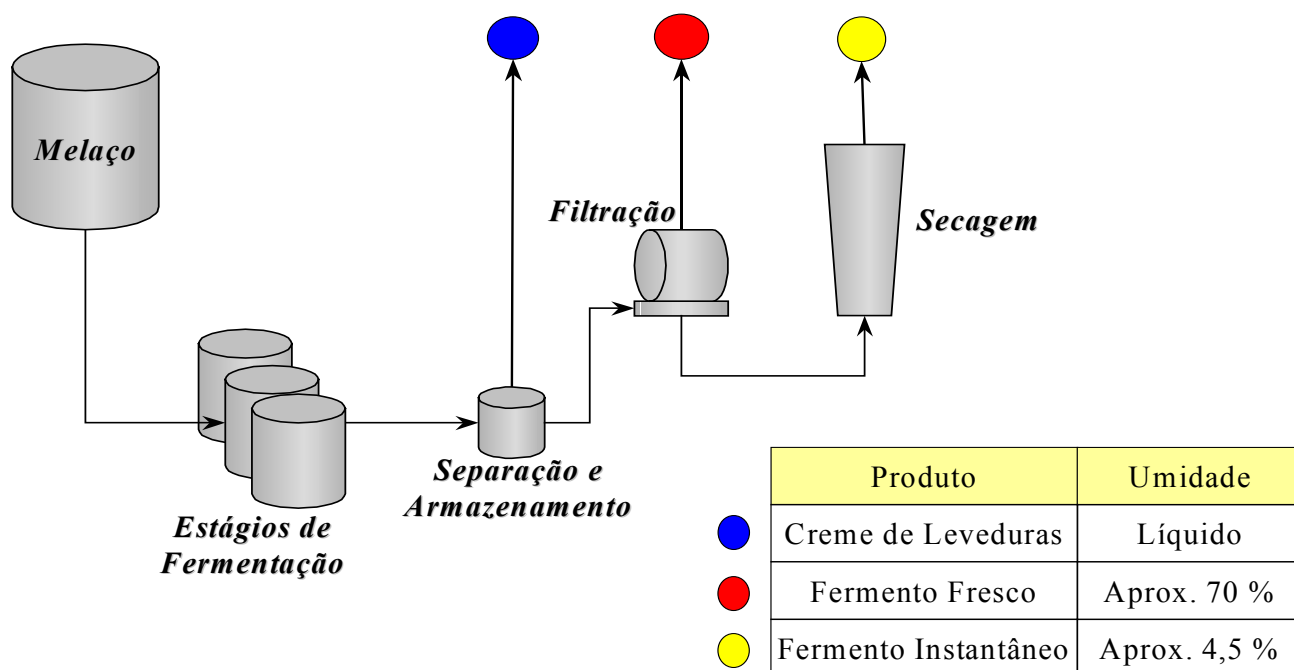 Melaço
Filtração
Secagem
Separação e
Armazenamento
Estágios de
Fermentação
Produto Umidade
Creme de Leveduras Líquido
Fermento Fresco Aprox. 70 %
Fermento Instantâneo Aprox. 4,5 %